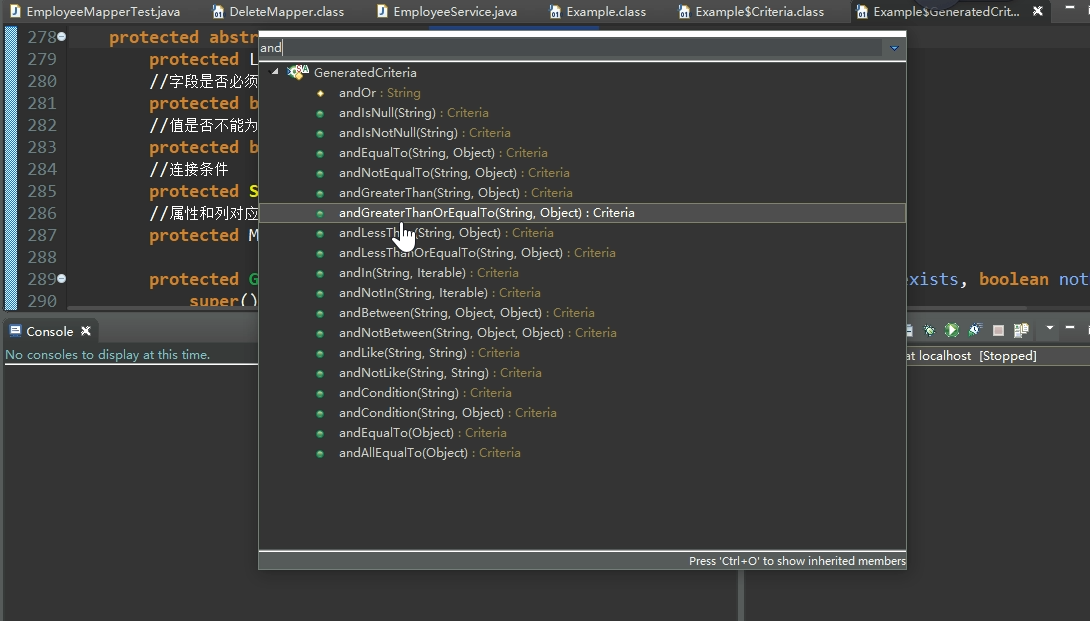 EmployeeMapperTest.java DeleteMapper.class EmployeeService.java Example.class Example$Criteria.class Example$GeneratedCrit...
278 protected abstr
279 protected L
280 //字段是否必须
281 protected b
282 //值是否不能为
283 protected b
284 //连接条件
285 protected S
286 //属性和列对应
287 protected M
288
289 protected G exists, boolean not
290 super()
and
GeneratedCriteria
andOr : String
andIsNull(String) : Criteria
andIsNotNull(String) : Criteria
andEqualTo(String, Object) : Criteria
andNotEqualTo(String, Object) : Criteria
andGreaterThan(String, Object) : Criteria
andGreaterThanOrEqualTo(String, Object) : Criteria
andLessThan(String, Object) : Criteria
andLessThanOrEqualTo(String, Object) : Criteria
andIn(String, Iterable) : Criteria
andNotIn(String, Iterable) : Criteria
andBetween(String, Object, Object) : Criteria
andNotBetween(String, Object, Object) : Criteria
andLike(String, String) : Criteria
andNotLike(String, String) : Criteria
andCondition(String) : Criteria
andCondition(String, Object) : Criteria
andEqualTo(Object) : Criteria
andAllEqualTo(Object) : Criteria
Press 'Ctrl+O' to show inherited members
Console
No consoles to display at this time.
at localhost [Stopped]